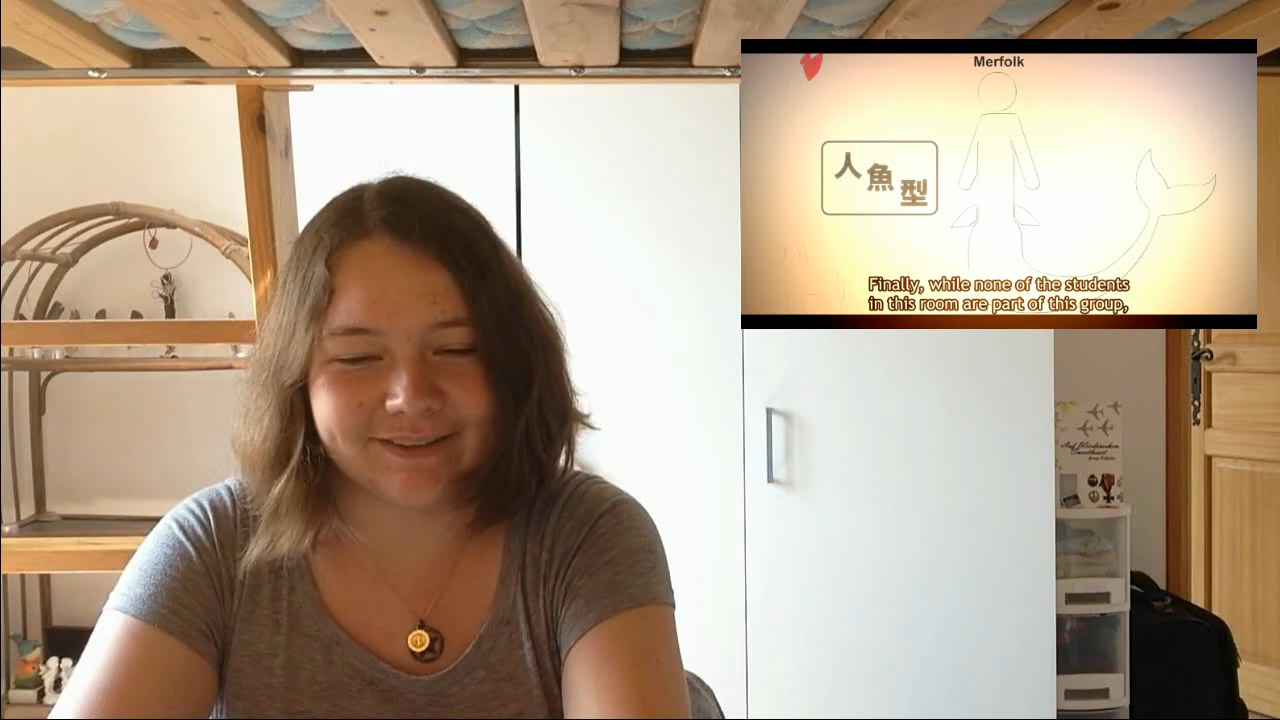 Merfolk
人魚型
Finally, while none of the students
in this room are part of this group,